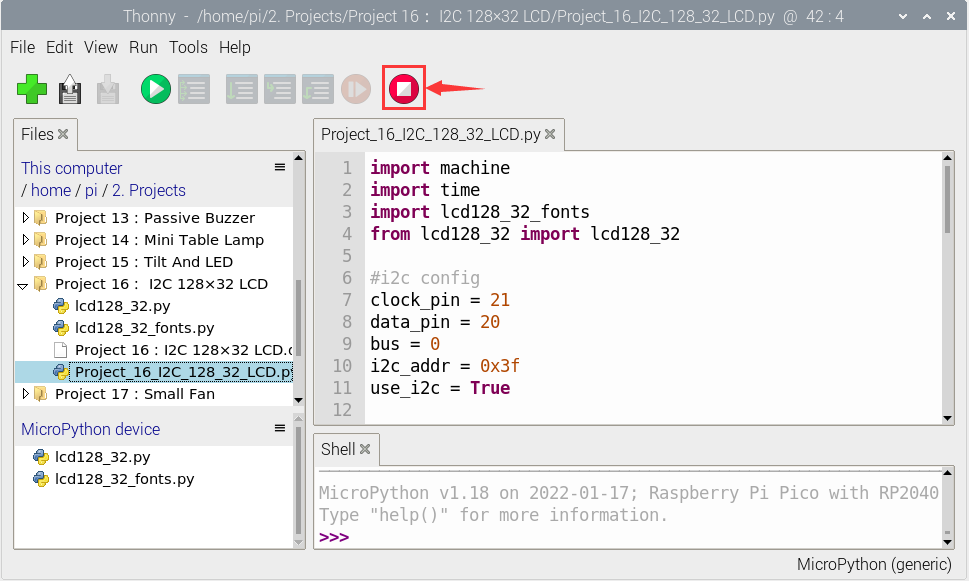 Thonny - /home/pi/2. Projects/Project 16 : I2C 128×32 LCD/Project_16_I2C_128_32_LCD.py @ 42 : 4
File Edit View Run Tools Help
Files
This computer
/ home / pi / 2. Projects
Project 13 : Passive Buzzer
Project 14 : Mini Table Lamp
Project 15 : Tilt And LED
Project 16 : I2C 128×32 LCD
lcd128_32.py
lcd128_32_fonts.py
Project 16 : I2C 128×32 LCD.c
Project_16_I2C_128_32_LCD.p
Project 17 : Small Fan
MicroPython device
lcd128_32.py
lcd128_32_fonts.py
Project_16_I2C_128_32_LCD.py
1 import machine
2 import time
3 import lcd128_32_fonts
4 from lcd128_32 import lcd128_32
5
6 #i2c config
7 clock_pin = 21
8 data_pin = 20
9 bus = 0
10 i2c_addr = 0x3f
11 use_i2c = True
12
Shell
MicroPython v1.18 on 2022-01-17; Raspberry Pi Pico with RP2040
Type "help()" for more information.
>>>
MicroPython (generic)